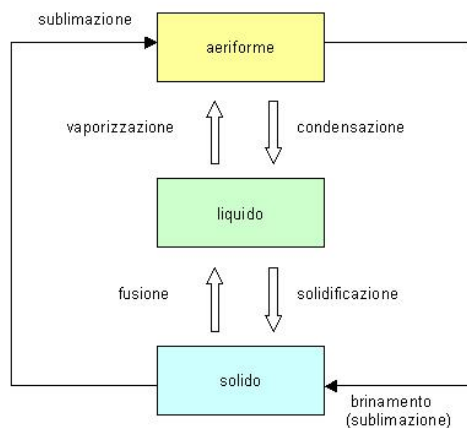 sublimazione
aeriforme
vaporizzazione
condensazione
liquido
fusione
solidificazione
solido
brinamento
(sublimazione)